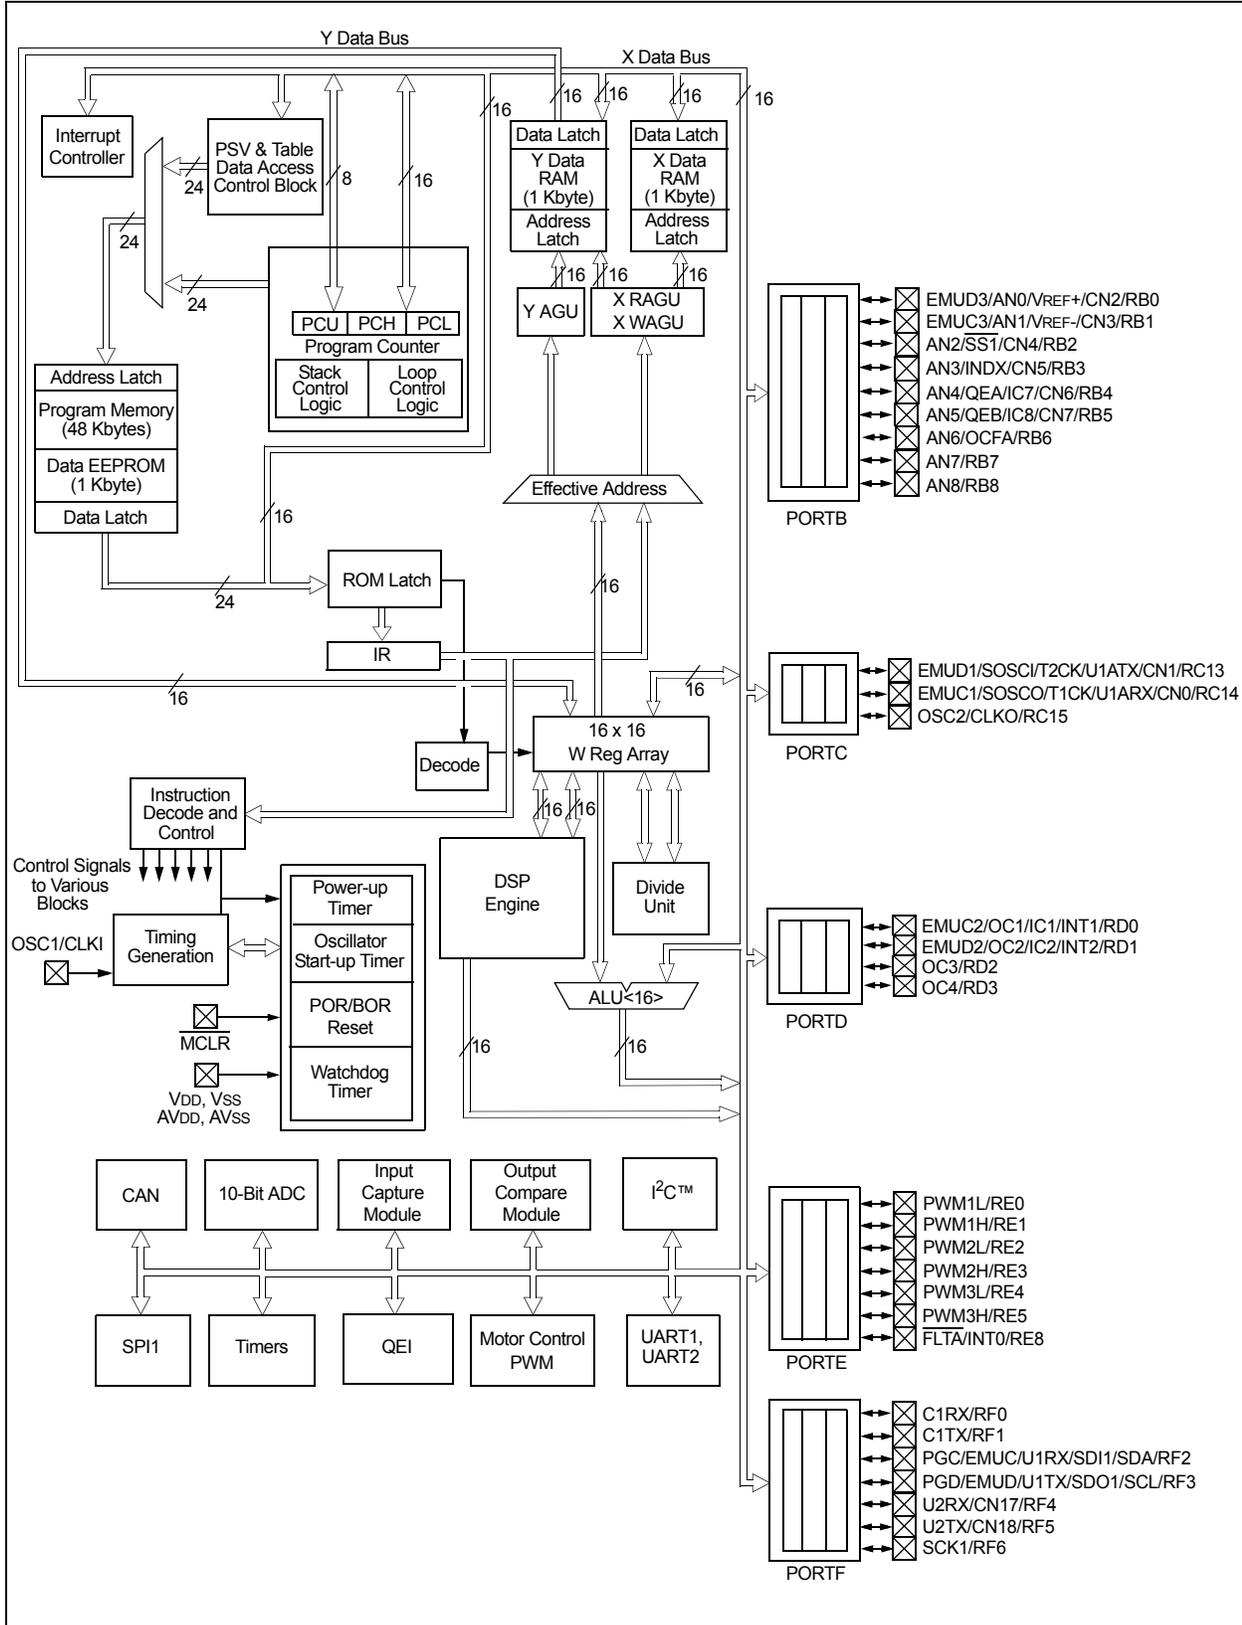 Y Data Bus
X Data Bus
16
16
16
16
16
Interrupt
Controller
PSV & Table
Data Access
Control Block
24
24
8
16
Data Latch
Y Data
RAM
(1 Kbyte)
Address
Latch
Data Latch
X Data
RAM
(1 Kbyte)
Address
Latch
16
16
16
24
Y AGU
X RAGU
X WAGU
PCU
PCH
PCL
Program Counter
Stack
Control
Logic
Loop
Control
Logic
Address Latch
Program Memory
(48 Kbytes)
Data EEPROM
(1 Kbyte)
Data Latch
Effective Address
16
24
16
ROM Latch
IR
16
16
16 x 16
W Reg Array
Decode
Instruction
Decode and
Control
16
16
Control Signals
to Various
Blocks
DSP
Engine
Divide
Unit
Power-up
Timer
Oscillator
Start-up Timer
POR/BOR
Reset
Watchdog
Timer
OSC1/CLKI
Timing
Generation
MCLR
VDD, VSS
AVDD, AVSS
ALU<16>
16
16
CAN
10-Bit ADC
Input
Capture
Module
Output
Compare
Module
I²C™
SPI1
Timers
QEI
Motor Control
PWM
UART1,
UART2
EMUD3/AN0/VREF+/CN2/RB0
EMUC3/AN1/VREF-/CN3/RB1
AN2/SS1/CN4/RB2
AN3/INDX/CN5/RB3
AN4/QEA/IC7/CN6/RB4
AN5/QEB/IC8/CN7/RB5
AN6/OCFA/RB6
AN7/RB7
AN8/RB8
PORTB
EMUD1/SOSCI/T2CK/U1ATX/CN1/RC13
EMUC1/SOSCO/T1CK/U1ARX/CN0/RC14
OSC2/CLKO/RC15
PORTC
EMUC2/OC1/IC1/INT1/RD0
EMUD2/OC2/IC2/INT2/RD1
OC3/RD2
OC4/RD3
PORTD
PWM1L/RE0
PWM1H/RE1
PWM2L/RE2
PWM2H/RE3
PWM3L/RE4
PWM3H/RE5
FLTA/INT0/RE8
PORTE
C1RX/RF0
C1TX/RF1
PGC/EMUC/U1RX/SDI1/SDA/RF2
PGD/EMUD/U1TX/SDO1/SCL/RF3
U2RX/CN17/RF4
U2TX/CN18/RF5
SCK1/RF6
PORTF